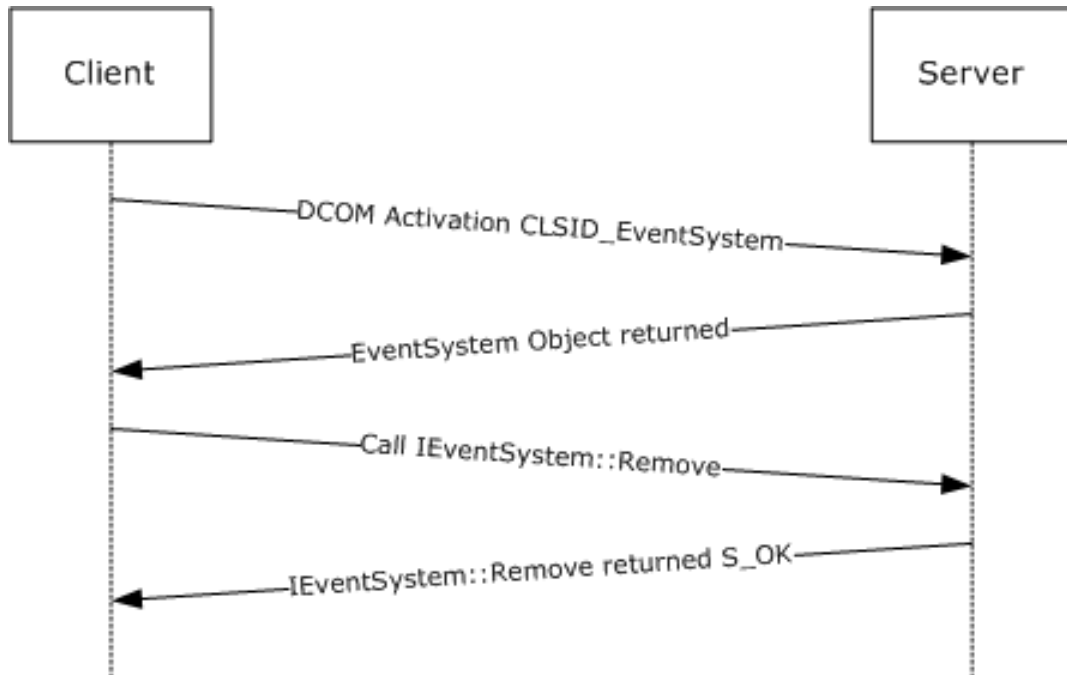 Client
Server
DCOM Activation CLSID_EventSystem
EventSystem Object returned
Call IEventSystem::Remove
IEventSystem::Remove returned S_OK